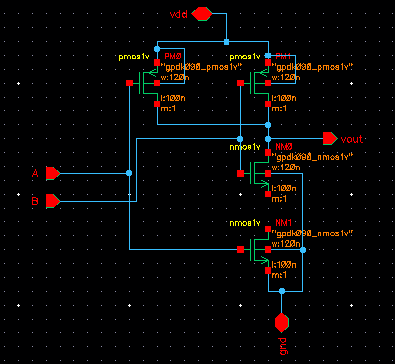 vdd
pmos1v PM0 pmos1v PM1
"gpdk090_pmos1v" "gpdk090_pmos1v"
w:120n w:120n
l:100n l:100n
m:1 m:1
vout
nmos1v NM0
"gpdk090_nmos1v"
w:120n
A
l:100n
m:1
B
nmos1v NM1
"gpdk090_nmos1v"
w:120n
l:100n
m:1
gnd